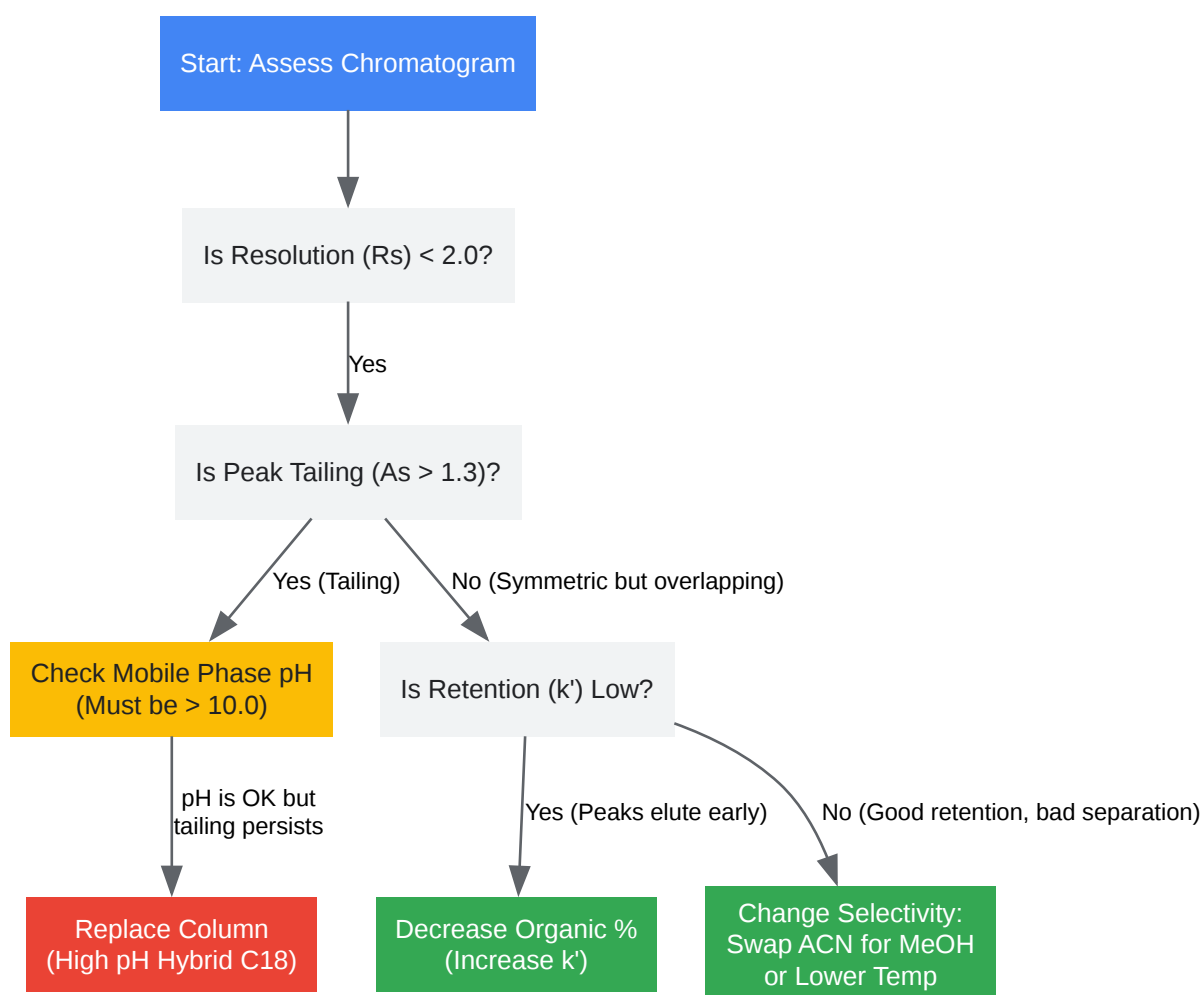 Start: Assess Chromatogram
Is Resolution (Rs) < 2.0?
Yes
Is Peak Tailing (As > 1.3)?
Yes (Tailing)
No (Symmetric but overlapping)
Check Mobile Phase pH
(Must be > 10.0)
Is Retention (k') Low?
pH is OK but
tailing persists
Yes (Peaks elute early)
No (Good retention, bad separation)
Replace Column
(High pH Hybrid C18)
Decrease Organic %
(Increase k')
Change Selectivity:
Swap ACN for MeOH
or Lower Temp